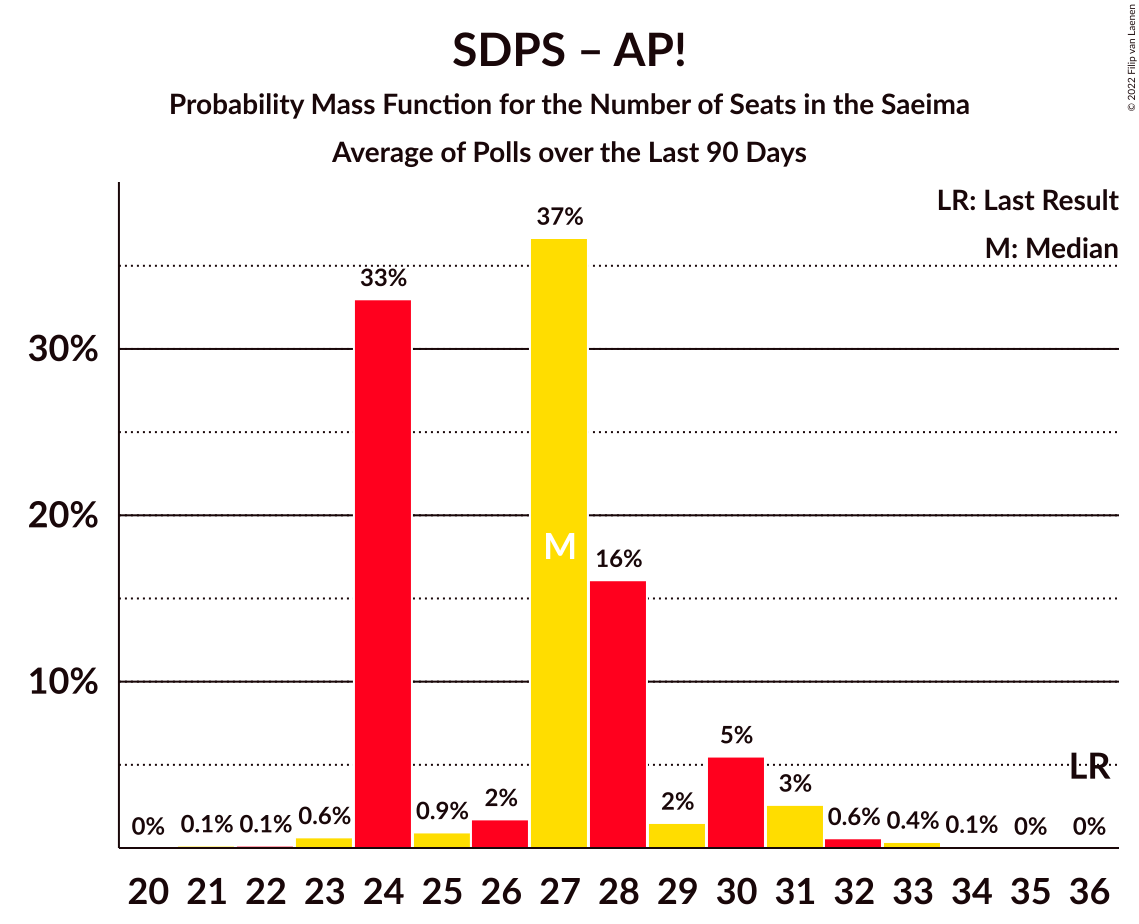 SDPS – AP!
Probability Mass Function for the Number of Seats in the Saeima
Average of Polls over the Last 90 Days
© 2022 Filip van Laenen
LR: Last Result
M: Median
30%
20%
10%
0% 0.1% 0.1% 0.6% 33% 0.9% 2% 37% 16% 2% 5% 3% 0.6% 0.4% 0.1% 0% 0%
M
LR
20 21 22 23 24 25 26 27 28 29 30 31 32 33 34 35 36